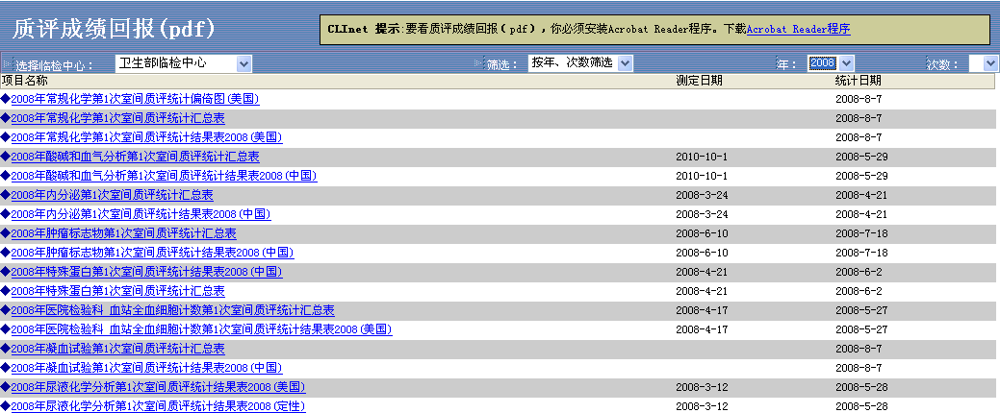 质评成绩回报(pdf)
CLInet 提示:要看质评成绩回报(pdf),你必须安装Acrobat Reader程序。下载Acrobat Reader程序
选择临检中心: 卫生部临检中心 筛选: 按年、次数筛选 年: 2008 次数:
项目名称 测定日期 统计日期
◆2008年常规化学第1次室间质评统计偏倚图(美国) 2008-8-7
◆2008年常规化学第1次室间质评统计汇总表 2008-8-7
◆2008年常规化学第1次室间质评统计结果表2008(美国) 2008-8-7
◆2008年酸碱和血气分析第1次室间质评统计汇总表 2010-10-1 2008-5-29
◆2008年酸碱和血气分析第1次室间质评统计结果表2008(中国) 2010-10-1 2008-5-29
◆2008年内分泌第1次室间质评统计汇总表 2008-3-24 2008-4-21
◆2008年内分泌第1次室间质评统计结果表2008(中国) 2008-3-24 2008-4-21
◆2008年肿瘤标志物第1次室间质评统计汇总表 2008-6-10 2008-7-18
◆2008年肿瘤标志物第1次室间质评统计结果表2008(中国) 2008-6-10 2008-7-18
◆2008年特殊蛋白第1次室间质评统计结果表2008(中国) 2008-4-21 2008-6-2
◆2008年特殊蛋白第1次室间质评统计汇总表 2008-4-21 2008-6-2
◆2008年医院检验科 血站全血细胞计数第1次室间质评统计汇总表 2008-4-17 2008-5-27
◆2008年医院检验科 血站全血细胞计数第1次室间质评统计结果表2008(美国) 2008-4-17 2008-5-27
◆2008年凝血试验第1次室间质评统计汇总表 2008-8-7
◆2008年凝血试验第1次室间质评统计结果表2008(中国) 2008-8-7
◆2008年尿液化学分析第1次室间质评统计结果表2008(美国) 2008-3-12 2008-5-28
◆2008年尿液化学分析第1次室间质评统计结果表2008(定性) 2008-3-12 2008-5-28